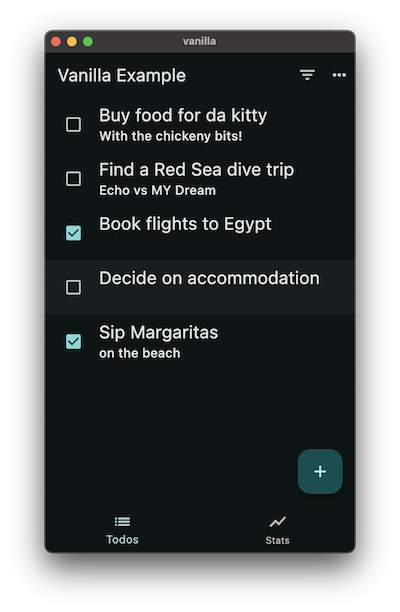 vanilla
Vanilla Example
Buy food for da kitty
With the chickeny bits!
Find a Red Sea dive trip
Echo vs MY Dream
Book flights to Egypt
Decide on accommodation
Sip Margaritas
on the beach
Todos
Stats